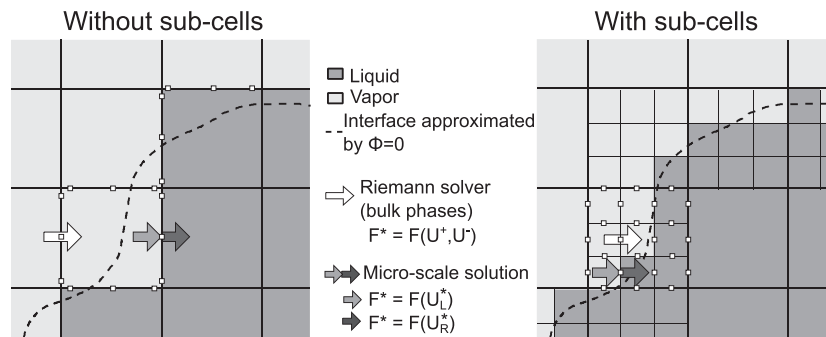 Without sub-cells
With sub-cells
Liquid
Vapor
Interface approximated
by Φ=0
Riemann solver
(bulk phases)
F* = F(U⁺,U⁻)
Micro-scale solution
F* = F(U*L)
F* = F(U*R)